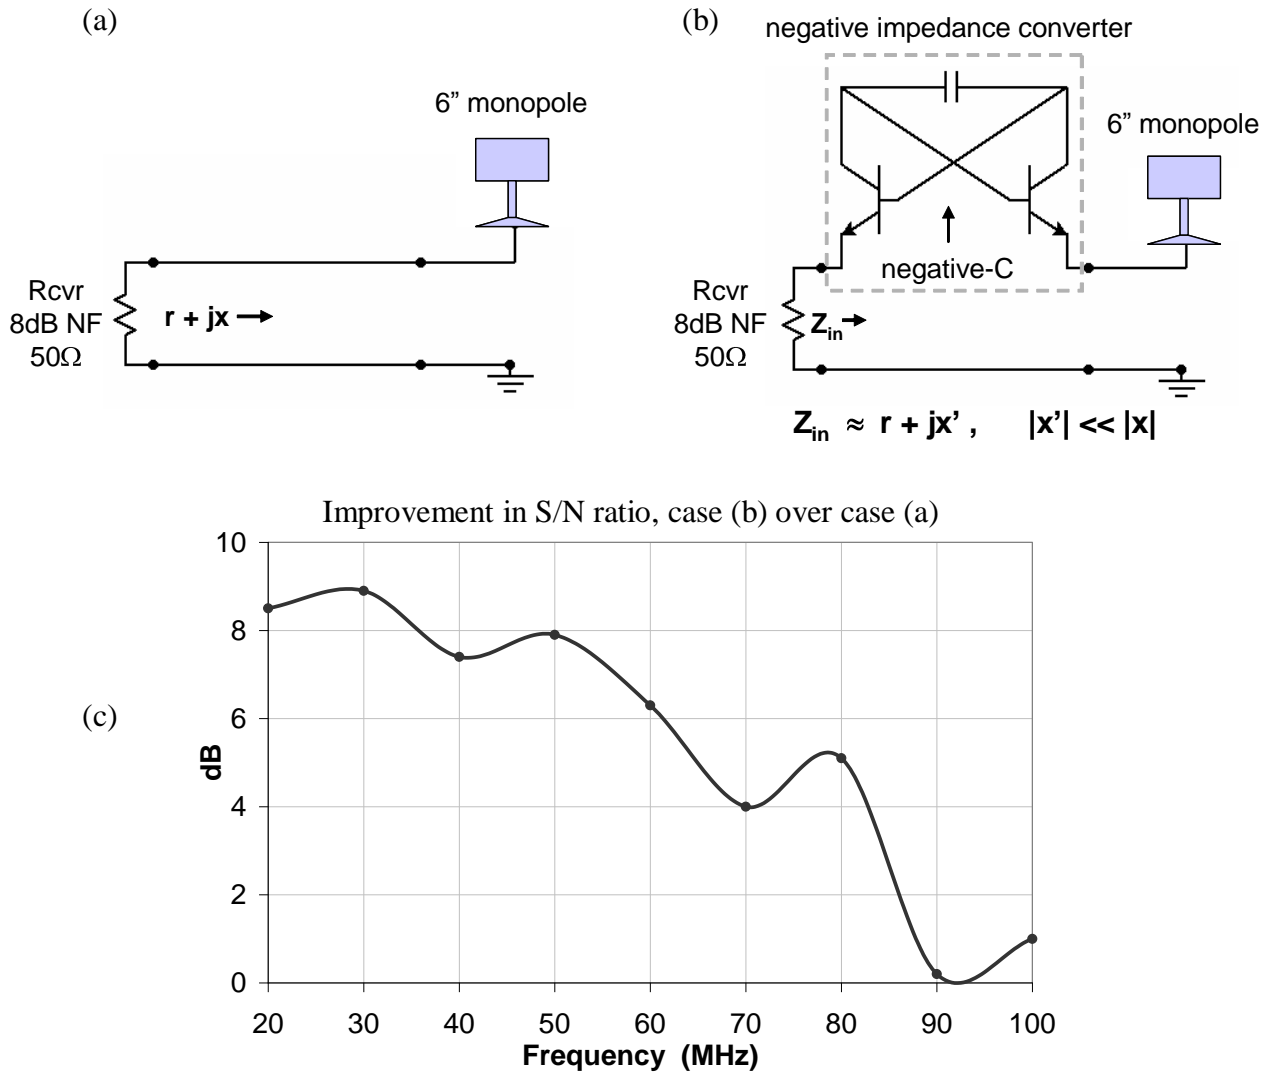 (a)
6” monopole
Rcvr
8dB NF
50Ω
r + jx
(b)
negative impedance converter
6” monopole
negative-C
Rcvr
8dB NF
50Ω
Zin
Zin ≈ r + jx’ , |x’| << |x|
Improvement in S/N ratio, case (b) over case (a)
(c)
dB
10
8
6
4
2
0
20 30 40 50 60 70 80 90 100
Frequency (MHz)